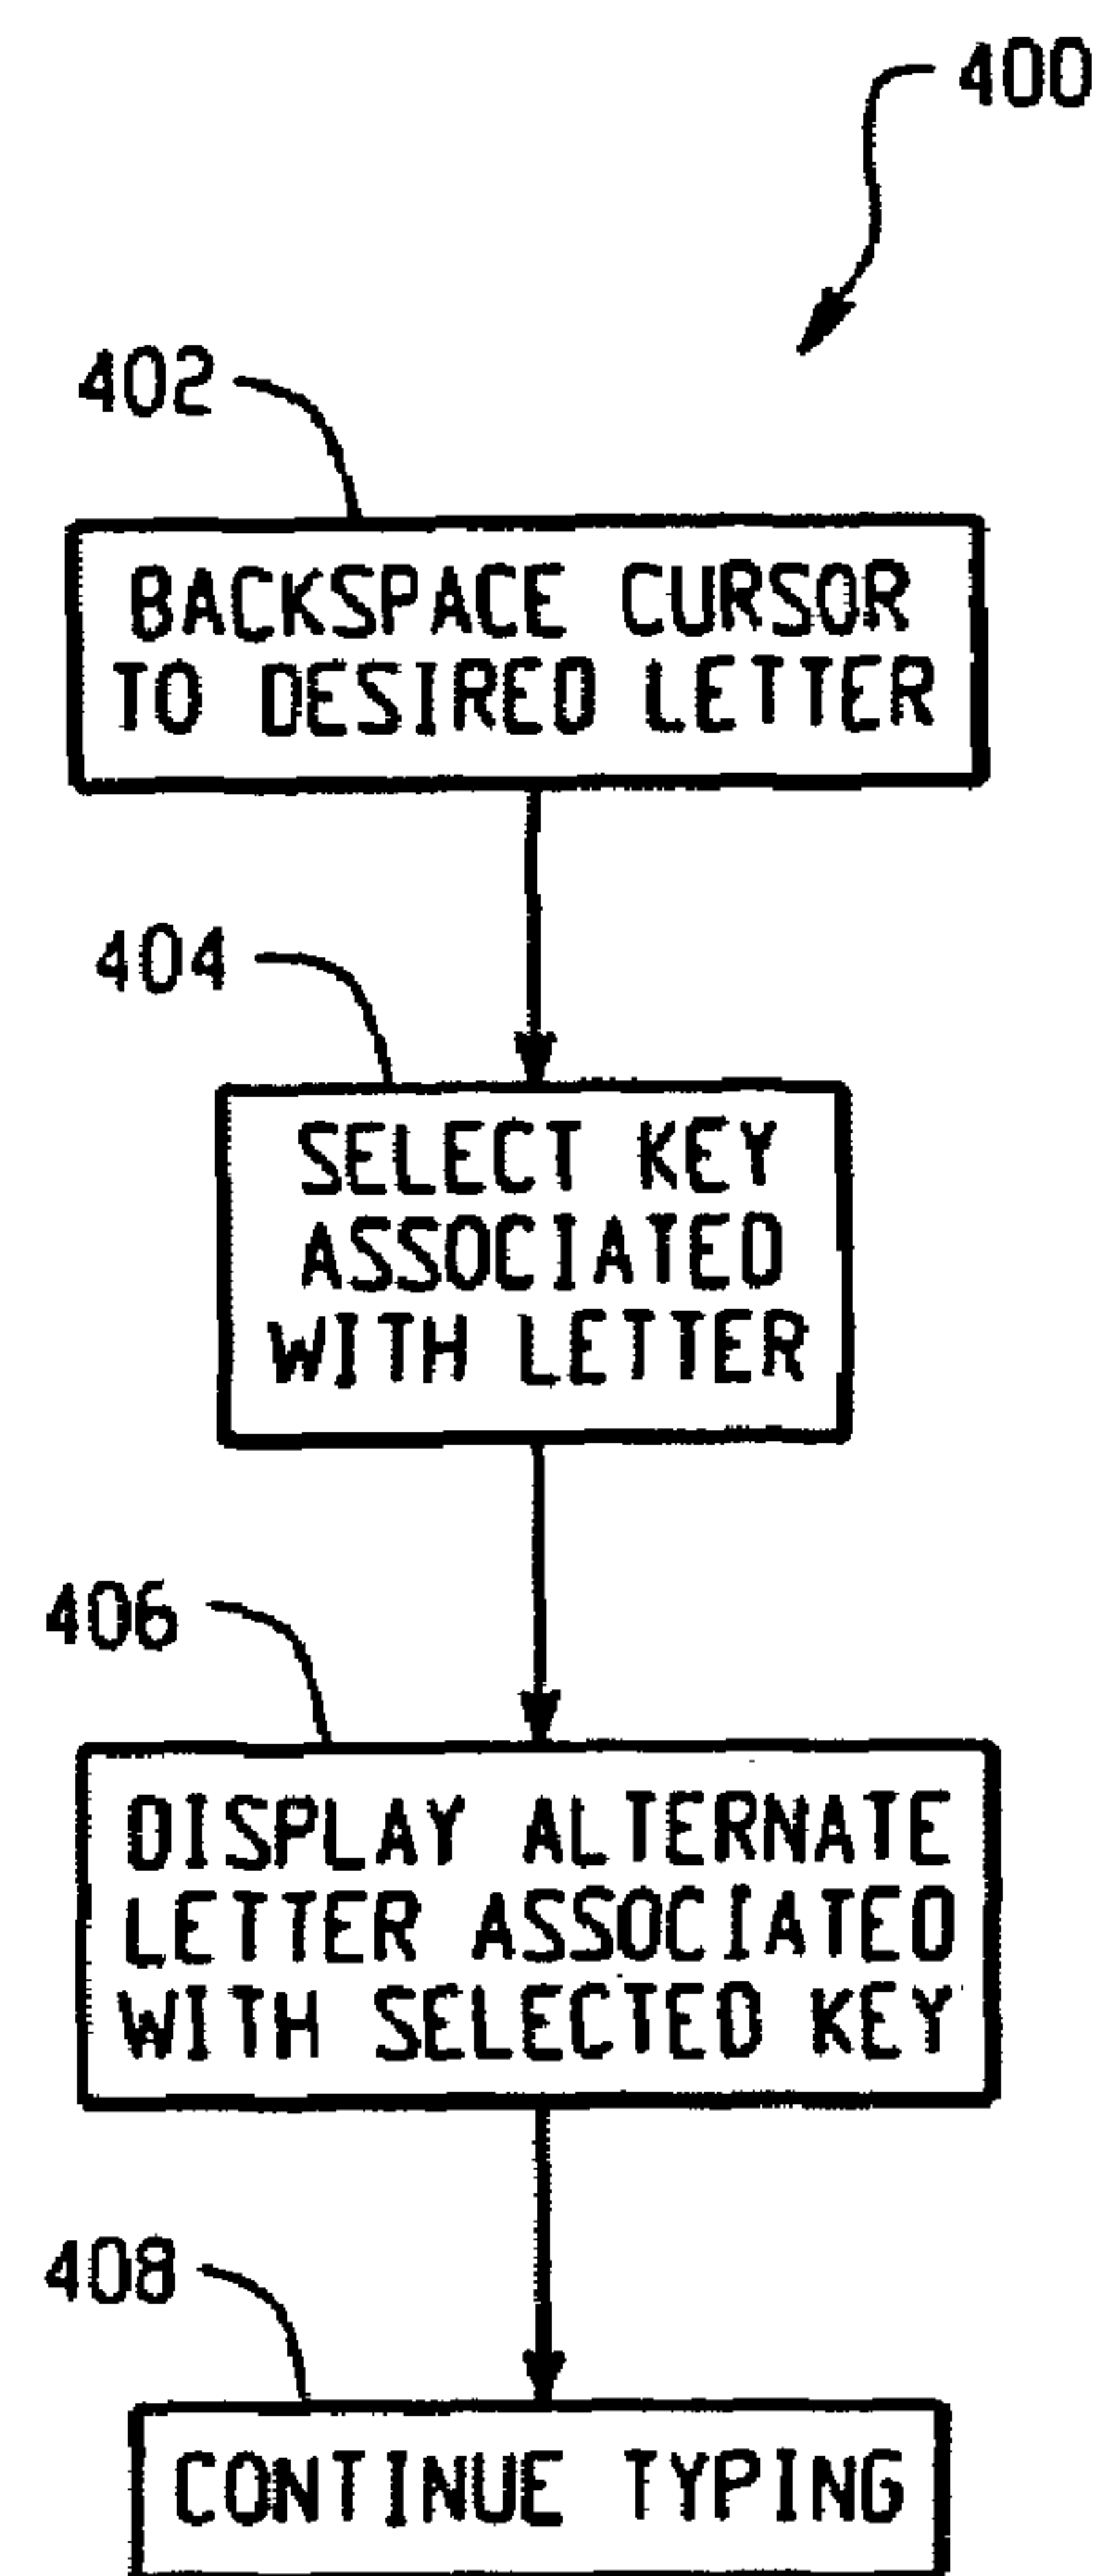 400
402
BACKSPACE CURSOR
TO DESIRED LETTER
404
SELECT KEY
ASSOCIATED
WITH LETTER
406
DISPLAY ALTERNATE
LETTER ASSOCIATED
WITH SELECTED KEY
408
CONTINUE TYPING